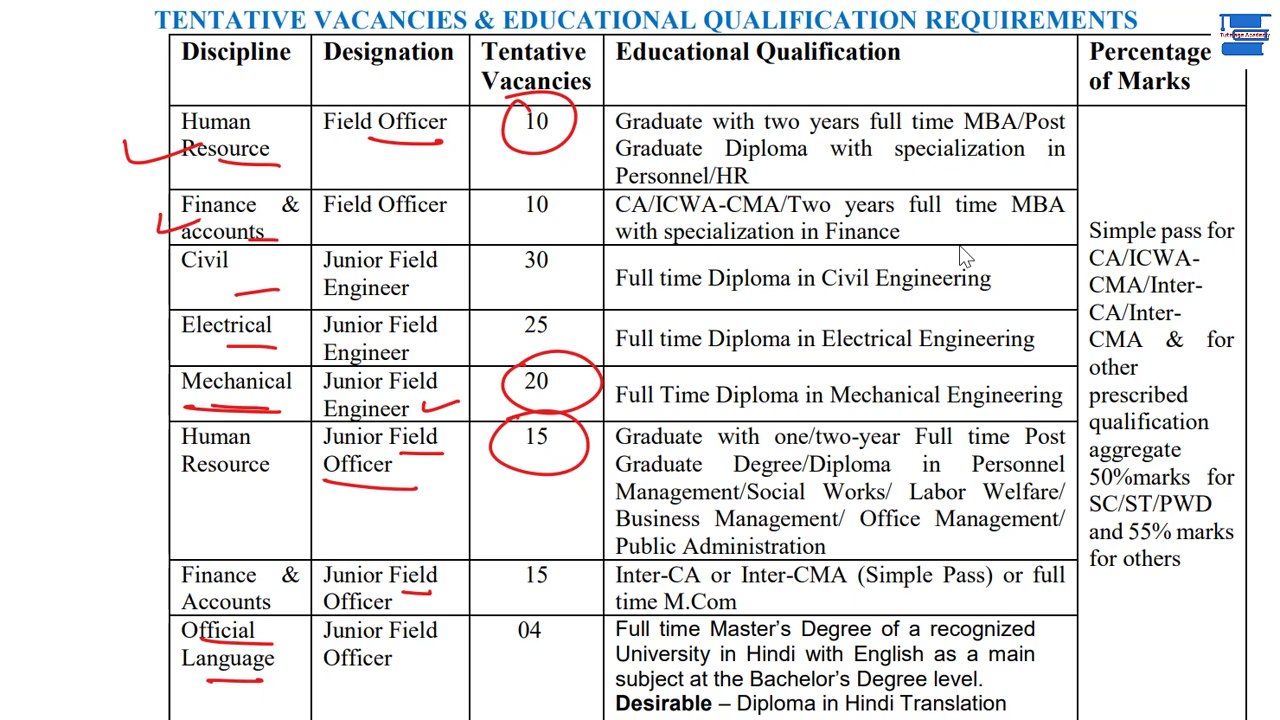 TENTATIVE VACANCIES & EDUCATIONAL QUALIFICATION REQUIREMENTS
Tutelage Academy
Discipline
Designation
Tentative
Vacancies
Educational Qualification
Percentage
of Marks
Human
Resource
Field Officer
10
Graduate with two years full time MBA/Post
Graduate Diploma with specialization in
Personnel/HR
Finance &
accounts
Field Officer
10
CA/ICWA-CMA/Two years full time MBA
with specialization in Finance
Civil
Junior Field
Engineer
30
Full time Diploma in Civil Engineering
Electrical
Junior Field
Engineer
25
Full time Diploma in Electrical Engineering
Mechanical
Junior Field
Engineer
20
Full Time Diploma in Mechanical Engineering
Human
Resource
Junior Field
Officer
15
Graduate with one/two-year Full time Post
Graduate Degree/Diploma in Personnel
Management/Social Works/ Labor Welfare/
Business Management/ Office Management/
Public Administration
Finance &
Accounts
Junior Field
Officer
15
Inter-CA or Inter-CMA (Simple Pass) or full
time M.Com
Official
Language
Junior Field
Officer
04
Full time Master's Degree of a recognized
University in Hindi with English as a main
subject at the Bachelor's Degree level.
Desirable – Diploma in Hindi Translation
Simple pass for
CA/ICWA-
CMA/Inter-
CA/Inter-
CMA & for
other
prescribed
qualification
aggregate
50%marks for
SC/ST/PWD
and 55% marks
for others